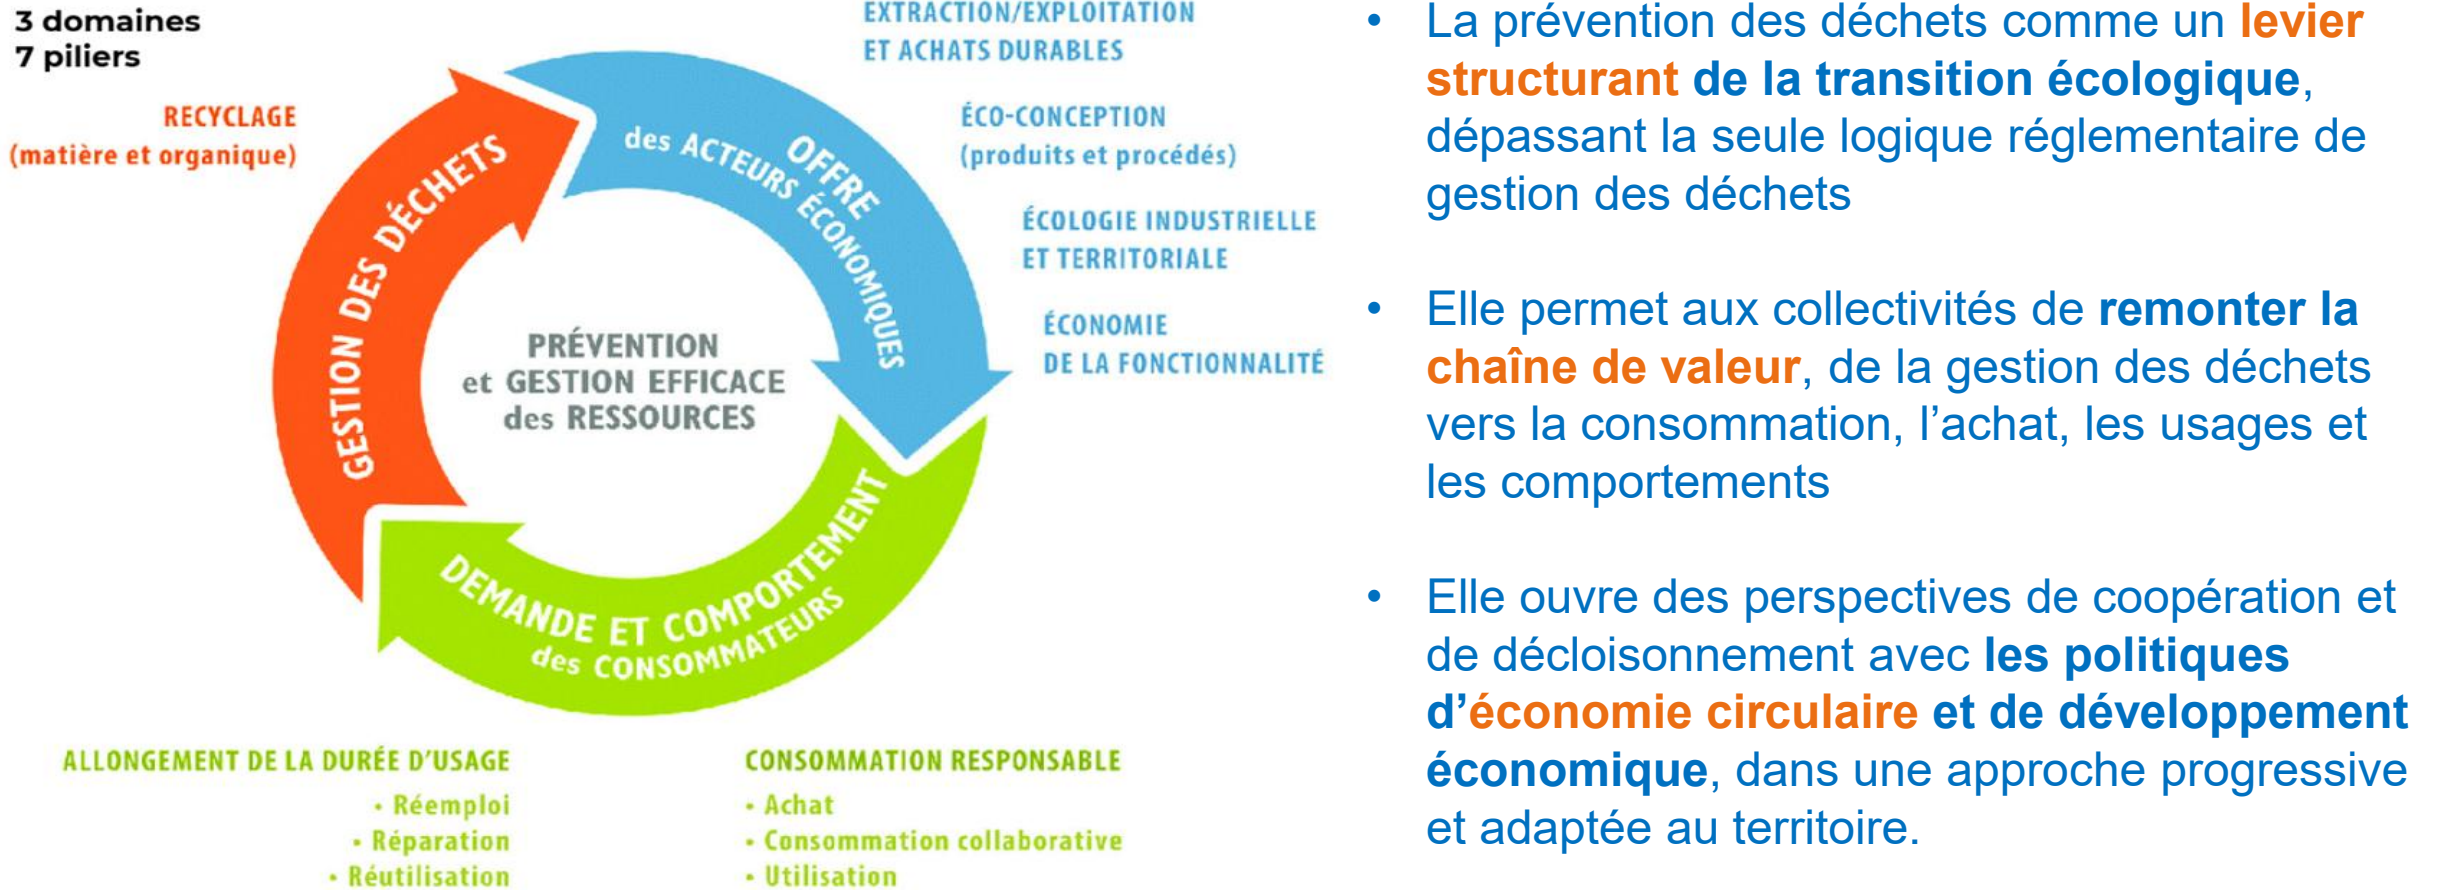 3 domaines
7 piliers
RECYCLAGE
(matière et organique)
EXTRACTION/EXPLOITATION
ET ACHATS DURABLES
ÉCO-CONCEPTION
(produits et procédés)
ÉCOLOGIE INDUSTRIELLE
ET TERRITORIALE
ÉCONOMIE
DE LA FONCTIONNALITÉ
GESTION DES DÉCHETS
OFFRE
des ACTEURS ÉCONOMIQUES
PRÉVENTION
et GESTION EFFICACE
des RESSOURCES
DEMANDE ET COMPORTEMENT
des CONSOMMATEURS
ALLONGEMENT DE LA DURÉE D'USAGE
• Réemploi
• Réparation
• Réutilisation
CONSOMMATION RESPONSABLE
• Achat
• Consommation collaborative
• Utilisation
• La prévention des déchets comme un levier
structurant de la transition écologique,
dépassant la seule logique réglementaire de
gestion des déchets
• Elle permet aux collectivités de remonter la
chaîne de valeur, de la gestion des déchets
vers la consommation, l’achat, les usages et
les comportements
• Elle ouvre des perspectives de coopération et
de décloisonnement avec les politiques
d’économie circulaire et de développement
économique, dans une approche progressive
et adaptée au territoire.